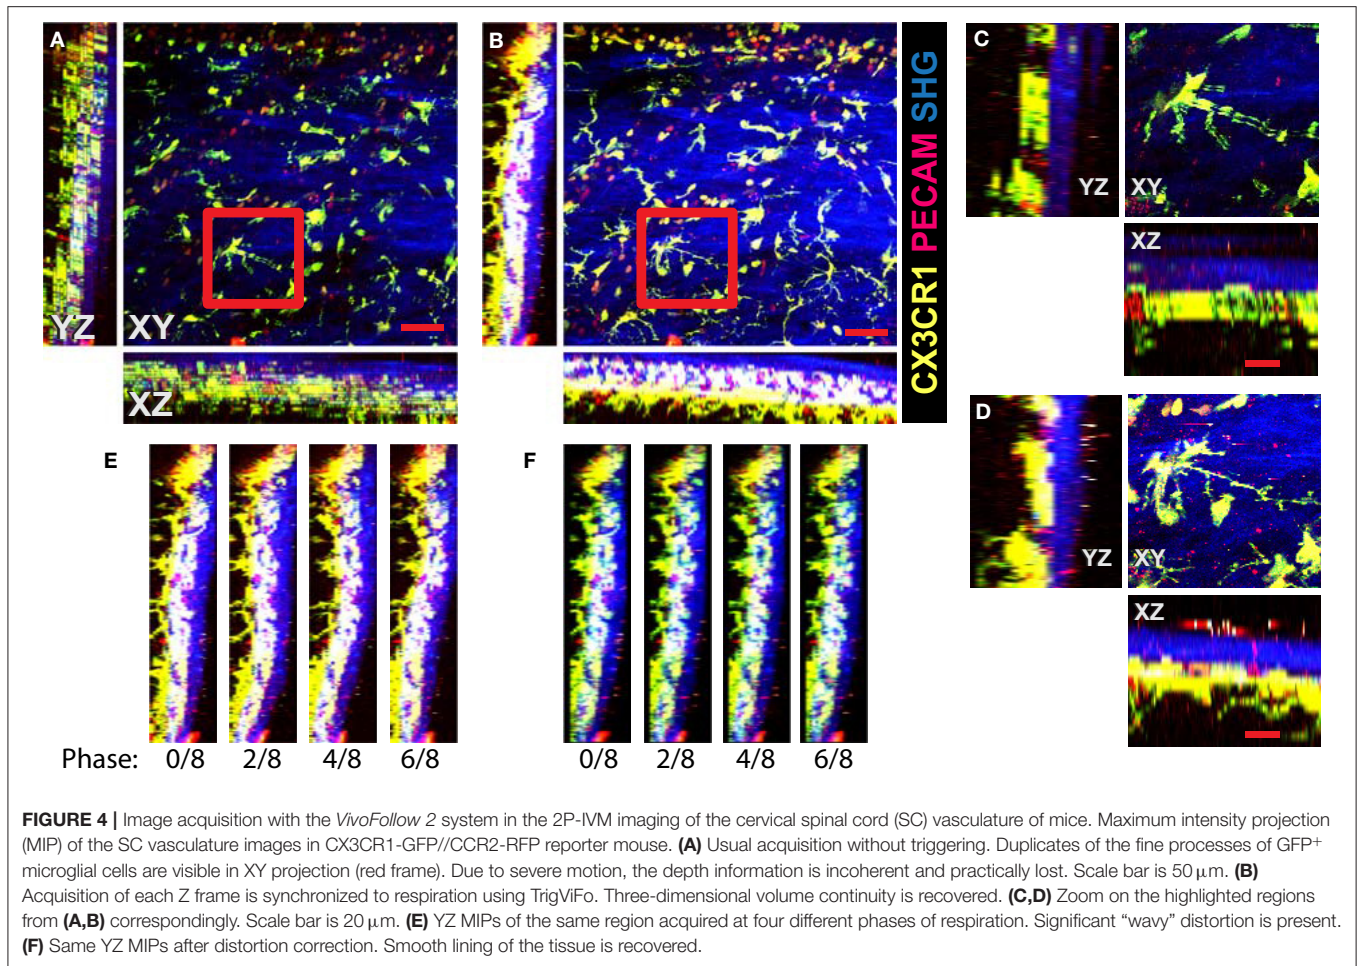 A
B
C
D
E
F
YZ
XY
XZ
CX3CR1 PECAM SHG
YZ
XY
XZ
YZ
XY
XZ
Phase: 0/8 2/8 4/8 6/8
0/8 2/8 4/8 6/8
FIGURE 4 | Image acquisition with the VivoFollow 2 system in the 2P-IVM imaging of the cervical spinal cord (SC) vasculature of mice. Maximum intensity projection
(MIP) of the SC vasculature images in CX3CR1-GFP//CCR2-RFP reporter mouse. (A) Usual acquisition without triggering. Duplicates of the fine processes of GFP⁺
microglial cells are visible in XY projection (red frame). Due to severe motion, the depth information is incoherent and practically lost. Scale bar is 50 μm. (B)
Acquisition of each Z frame is synchronized to respiration using TrigViFo. Three-dimensional volume continuity is recovered. (C,D) Zoom on the highlighted regions
from (A,B) correspondingly. Scale bar is 20 μm. (E) YZ MIPs of the same region acquired at four different phases of respiration. Significant “wavy” distortion is present.
(F) Same YZ MIPs after distortion correction. Smooth lining of the tissue is recovered.